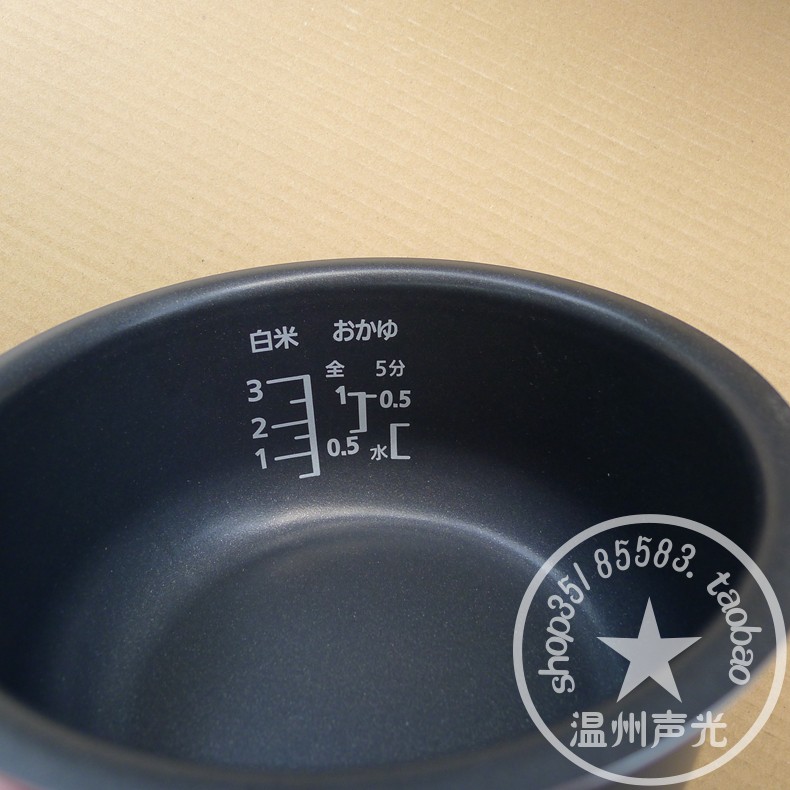 白米 おかゆ
全 5分
3
1 0.5
2
0.5 水
1
shop35185583.taobao
温州声光